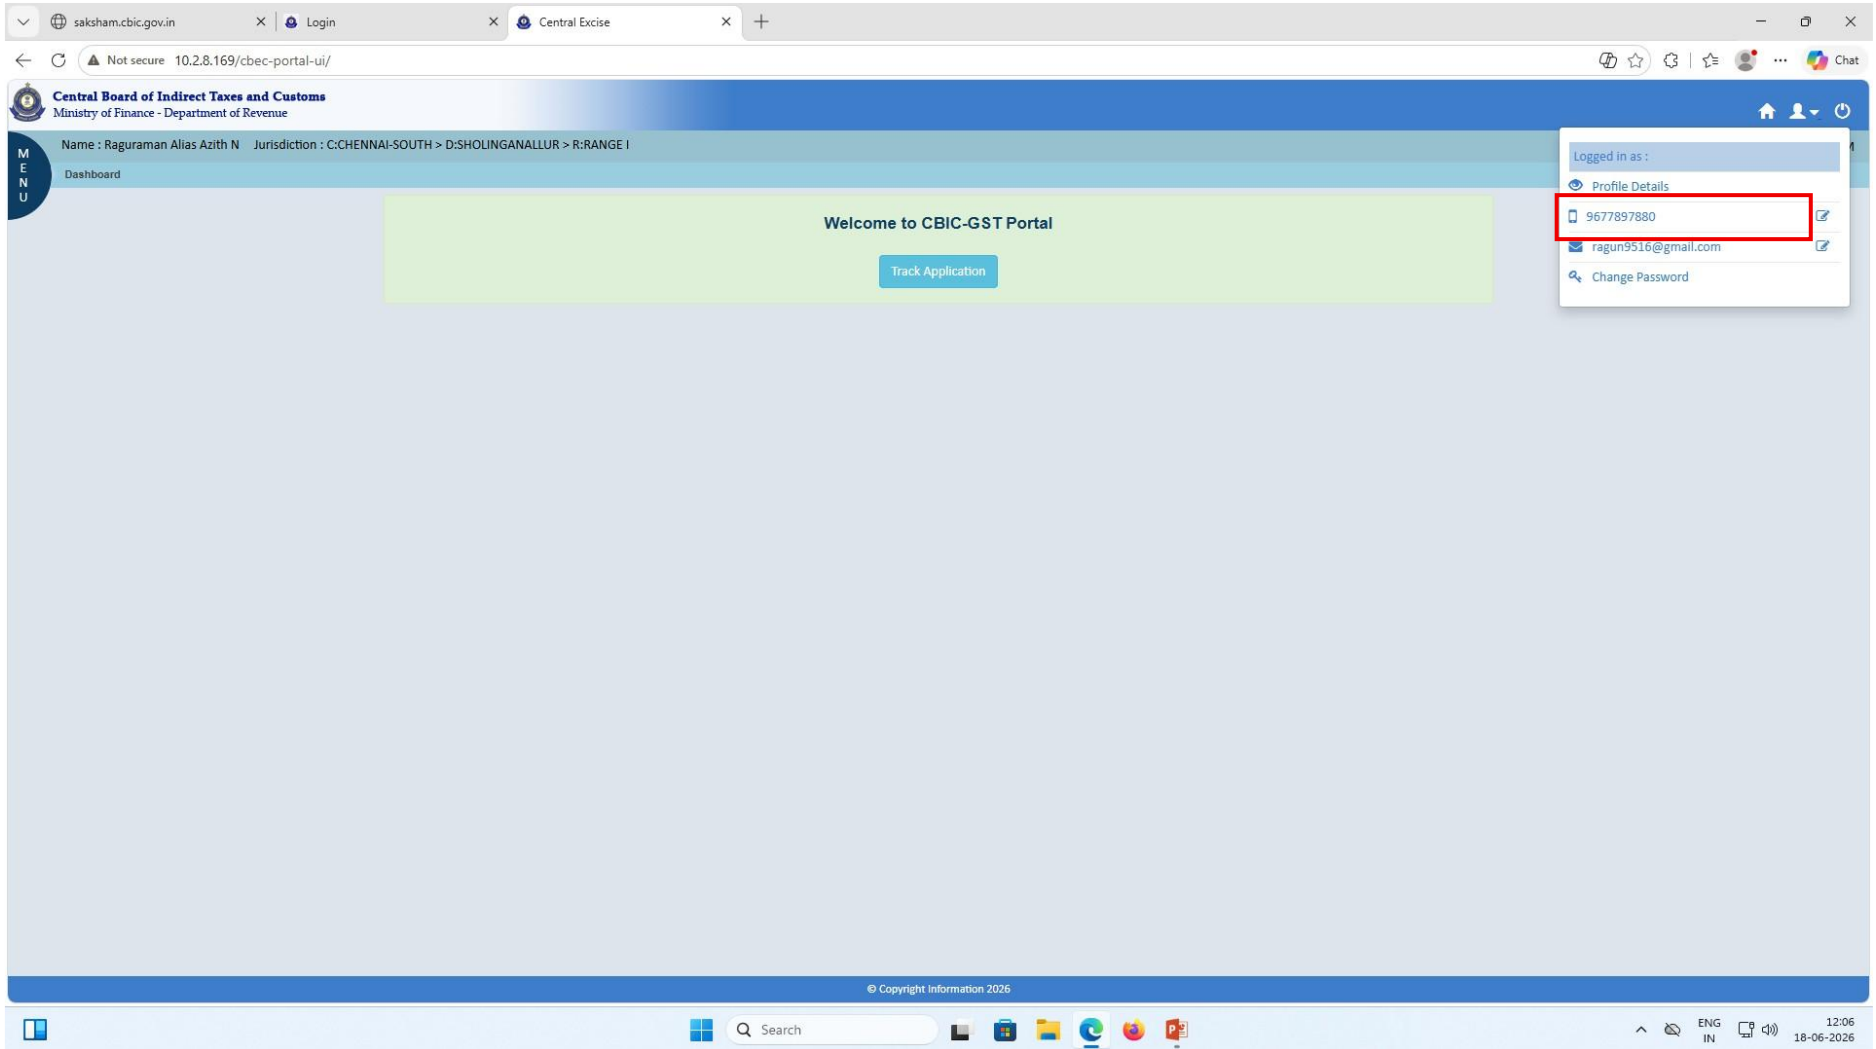 saksham.cbic.gov.in
Login
Central Excise
Not secure 10.2.8.169/cbec-portal-ui/
Chat
Central Board of Indirect Taxes and Customs
Ministry of Finance - Department of Revenue
MENU
Name : Raguraman Alias Azith N Jurisdiction : C:CHENNAI-SOUTH > D:SHOLINGANALLUR > R:RANGE I
Dashboard
Logged in as :
Profile Details
9677897880
ragun9516@gmail.com
Change Password
Welcome to CBIC-GST Portal
Track Application
© Copyright Information 2026
Search
ENG
IN
12:06
18-06-2026